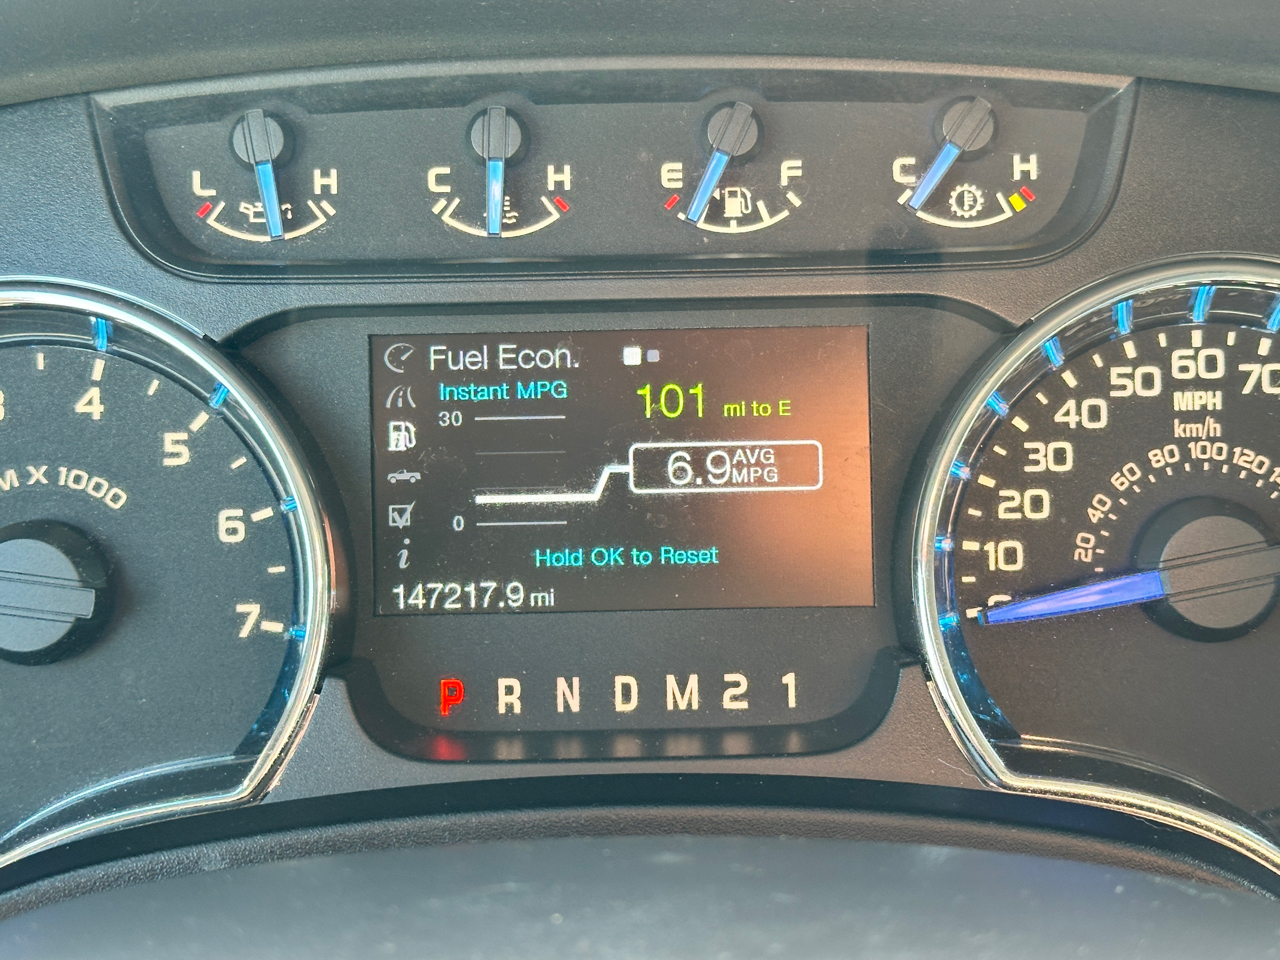 L H C H E F C H
Fuel Econ.
Instant MPG
30
101 mi to E
6.9 AVG MPG
0
Hold OK to Reset
147217.9 mi
P R N D M 2 1
4
5
6
7
X 1000
10
20
30
40
50
60
70
MPH
km/h
20
40
60
80
100
120